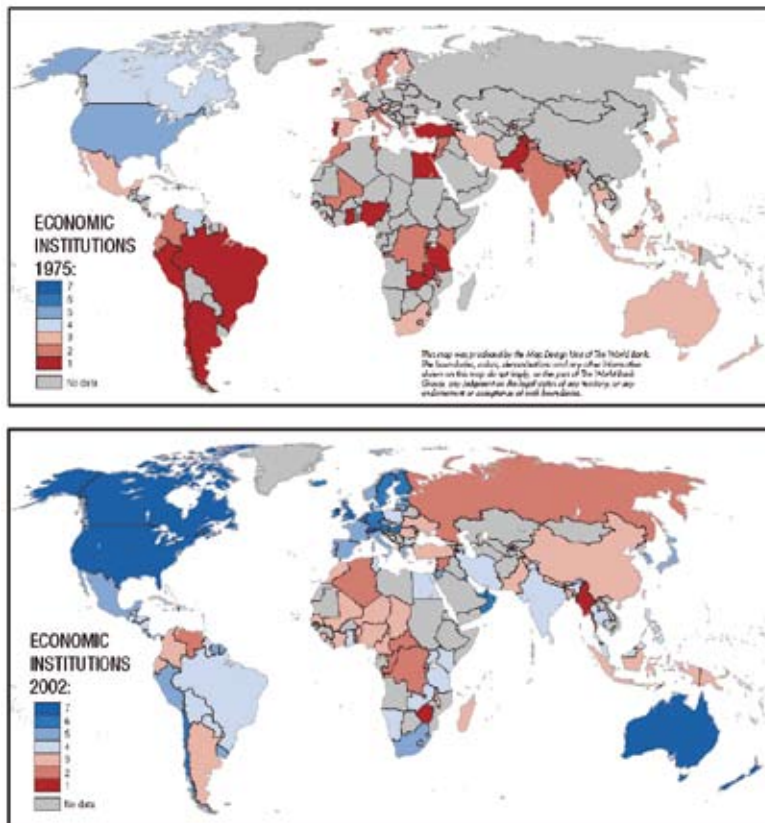 ECONOMIC
INSTITUTIONS
1975:
7
6
5
4
3
2
1
No data
This map was produced by the Map Design Unit of The World Bank.
The boundaries, colors, denominations and any other information
shown on this map do not imply, on the part of The World Bank
Group, any judgment on the legal status of any territory, or any
endorsement or acceptance of such boundaries.
ECONOMIC
INSTITUTIONS
2002:
7
6
5
4
3
2
1
No data